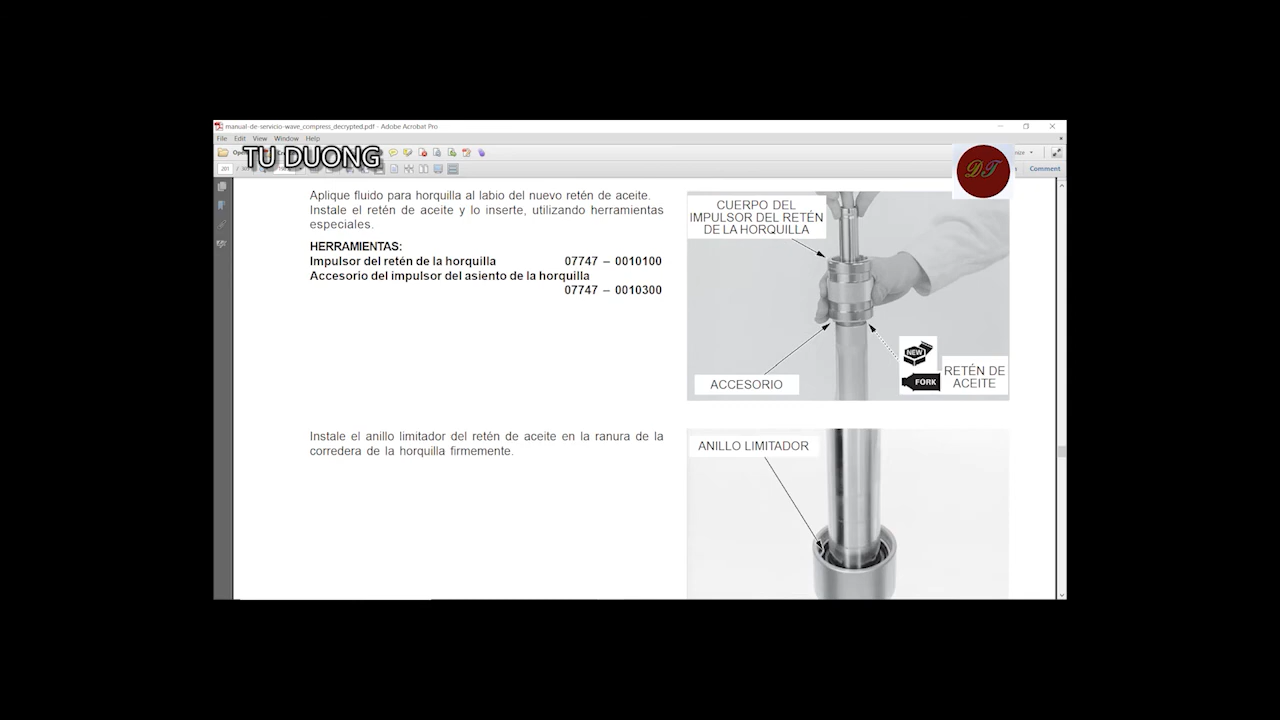 manual-de-servicio-wave_compress_decrypted.pdf - Adobe Acrobat Pro
File Edit View Window Help
TU DUONG
DT
Comment
Aplique fluido para horquilla al labio del nuevo retén de aceite.
Instale el retén de aceite y lo inserte, utilizando herramientas
especiales.
HERRAMIENTAS:
Impulsor del retén de la horquilla 07747 – 0010100
Accesorio del impulsor del asiento de la horquilla
07747 – 0010300
CUERPO DEL
IMPULSOR DEL RETÉN
DE LA HORQUILLA
ACCESORIO
NEW
FORK
RETÉN DE
ACEITE
Instale el anillo limitador del retén de aceite en la ranura de la
corredera de la horquilla firmemente.
ANILLO LIMITADOR